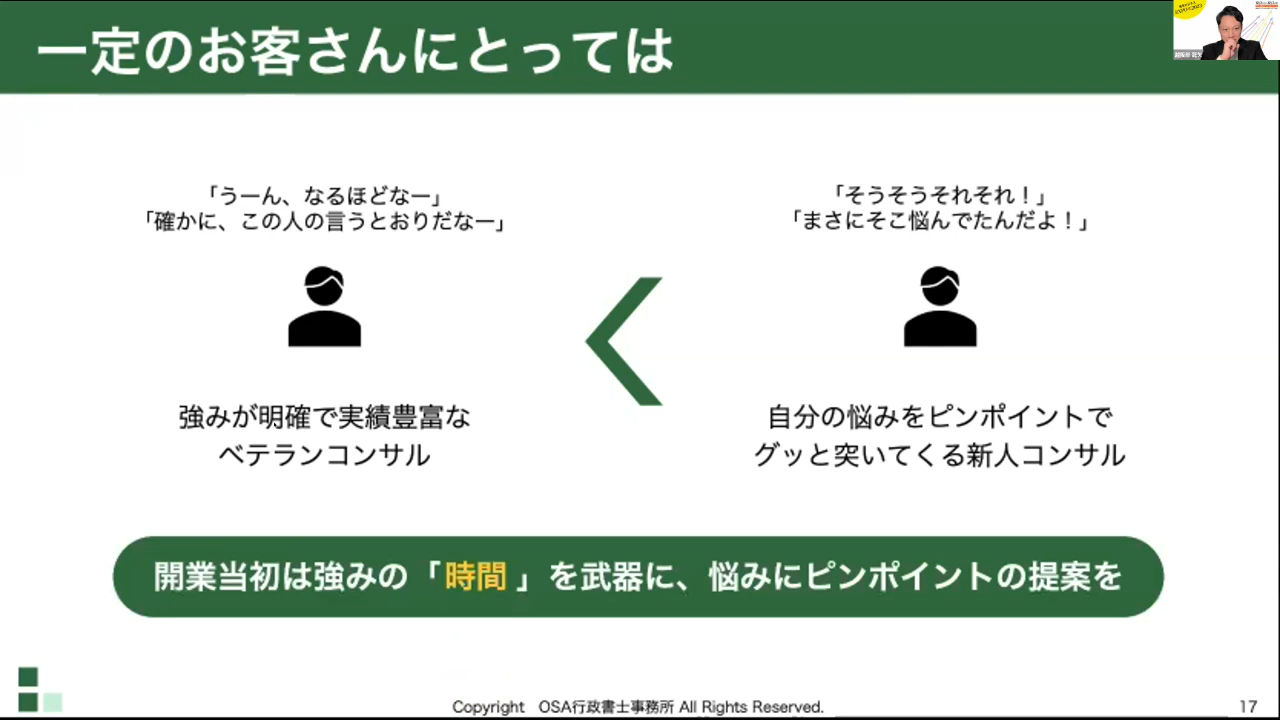 一定のお客さんにとっては
「うーん、なるほどなー」
「確かに、この人の言うとおりだなー」
「そうそうそれそれ！」
「まさにそこ悩んでたんだよ！」
強みが明確で実績豊富な
ベテランコンサル
自分の悩みをピンポイントで
グッと突いてくる新人コンサル
開業当初は強みの「時間」を武器に、悩みにピンポイントの提案を
Copyright　OSA行政書士事務所 All Rights Reserved.
17